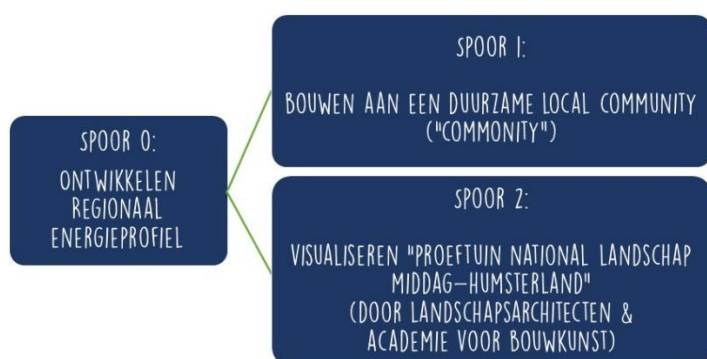 SPOOR 0:
ONTWIKKELEN
REGIONAAL
ENERGIEPROFIEL
SPOOR 1:
BOUWEN AAN EEN DUURZAME LOCAL COMMUNITY
("COMMONITY")
SPOOR 2:
VISUALISEREN "PROEFTUIN NATIONAL LANDSCHAP
MIDDAG-HUMSTERLAND"
(DOOR LANDSCHAPSARCHITECTEN &
ACADEMIE VOOR BOUWKUNST)